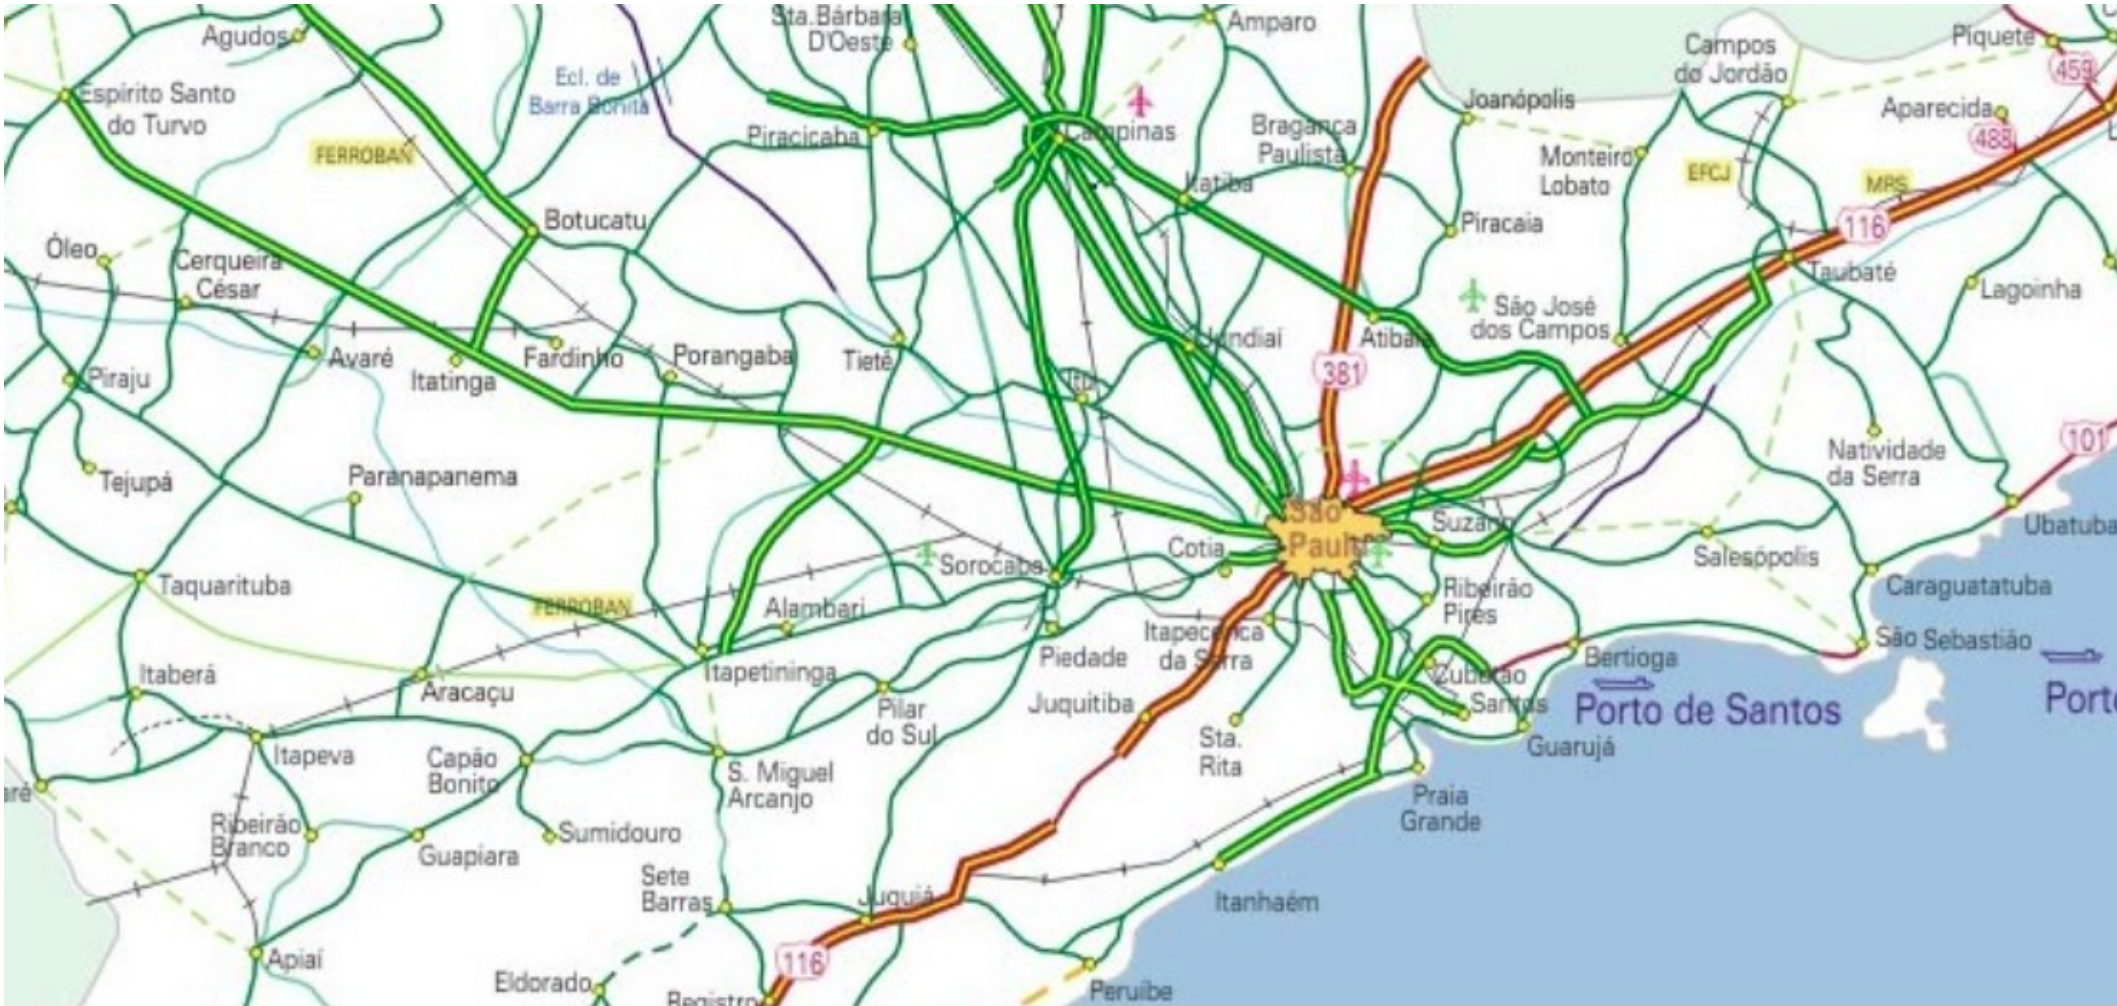 Sta.Bárbara
D'Oeste
Amparo
Agudos
Piquete
Campos
do Jordão
459
Ecl. de
Barra Bonita
Espírito Santo
do Turvo
Joanópolis
Aparecida
Piracicaba
Campinas
Bragança
Paulista
488
FERROBAN
Monteiro
Lobato
EFCJ
MRS
Itatiba
Botucatu
Piracaia
116
Óleo
Cerqueira
César
Taubaté
Lagoinha
São José
dos Campos
Avaré
Itatinga
Fardinho
Porangaba
Tietê
Jundiaí
Atibaia
Piraju
381
Itu
101
Natividade
da Serra
Tejupá
Paranapanema
São
Paulo
Suzano
Ubatuba
Cotia
Salesópolis
Sorocaba
Taquarituba
Caraguatatuba
FERROBAN
Alambari
Ribeirão
Pires
Itapecerica
da Serra
São Sebastião
Itaberá
Aracaçu
Itapetininga
Piedade
Cubatão
Bertioga
Juquitiba
Pilar
do Sul
Santos
Porto de Santos
Sta.
Rita
Guarujá
Itapeva
Capão
Bonito
S. Miguel
Arcanjo
Praia
Grande
Ribeirão
Branco
Guapiara
Sumidouro
Sete
Barras
Juquiá
Itanhaém
Apiaí
116
Eldorado
Registro
Peruíbe